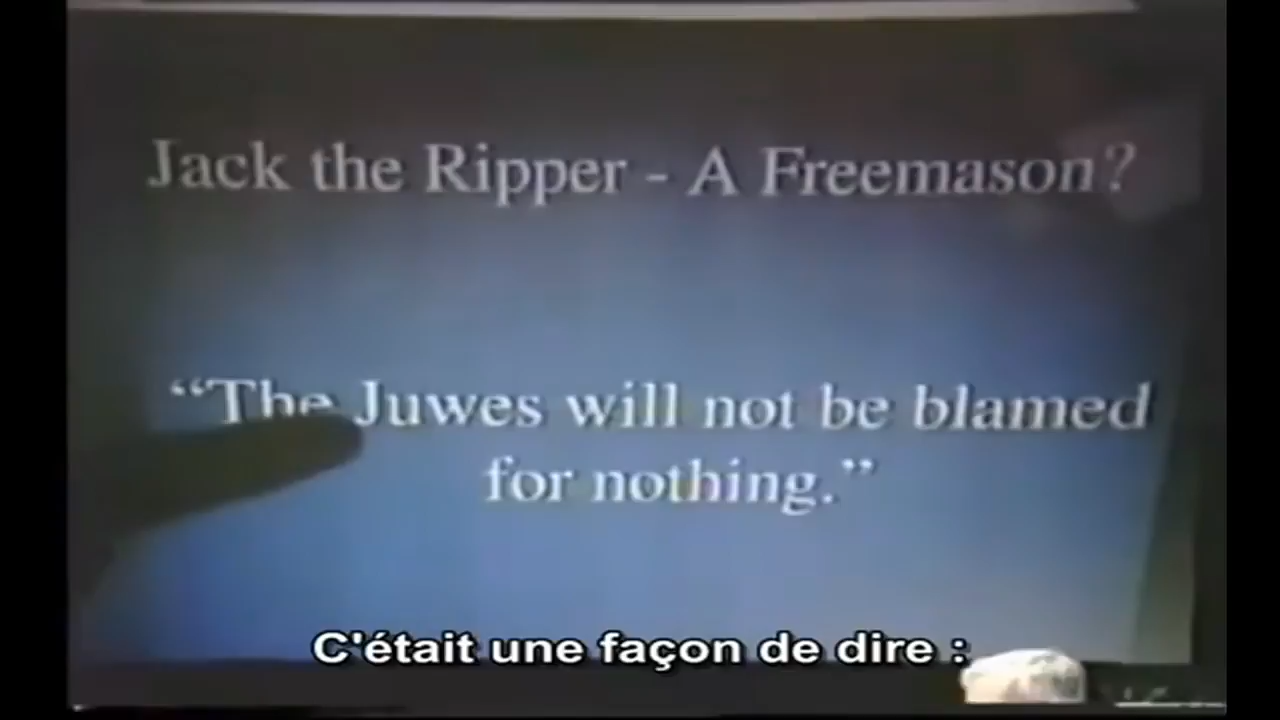 Jack the Ripper - A Freemason?
“The Juwes will not be blamed
for nothing.”
C'était une façon de dire :